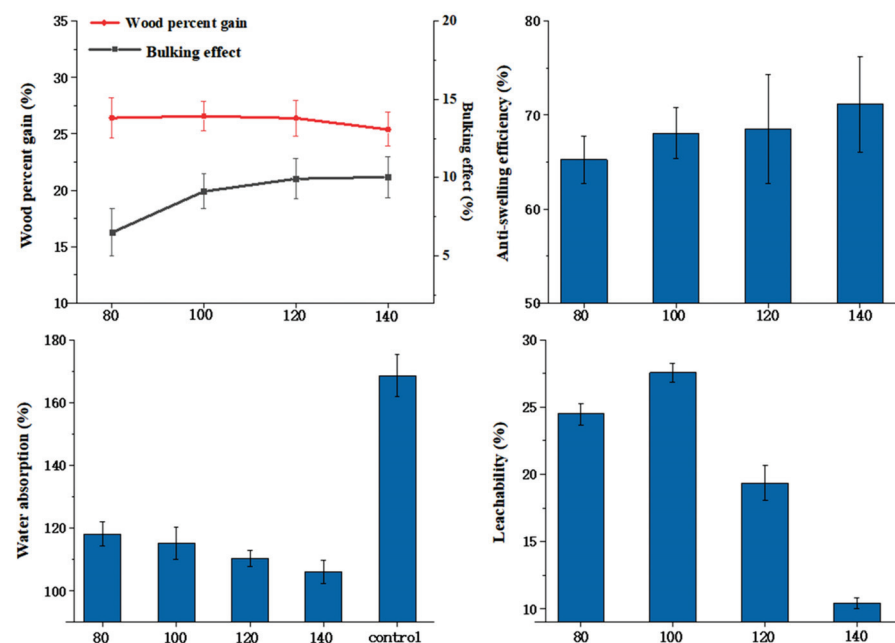 Wood percent gain
Bulking effect
Wood percent gain (%)
35
30
25
20
15
10
20
15
10
5
Bulking effect (%)
80 100 120 140
Anti-swelling efficiency (%)
80
70
60
50
80 100 120 140
Water absorption (%)
180
160
140
120
100
80 100 120 140 control
Leachability (%)
30
25
20
15
10
80 100 120 140